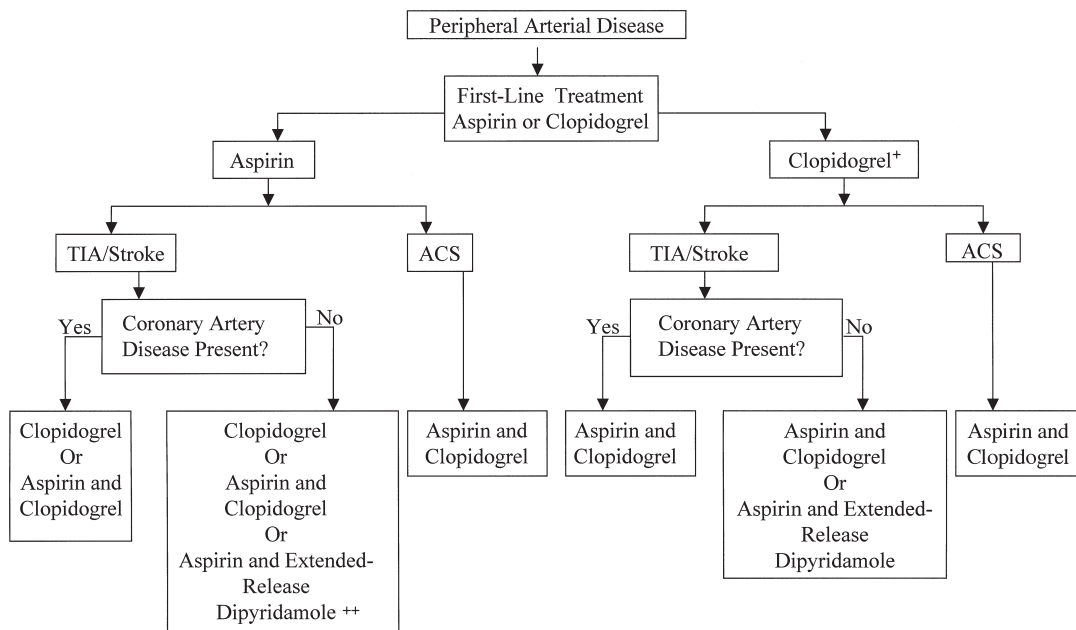 Peripheral Arterial Disease
First-Line Treatment
Aspirin or Clopidogrel
Aspirin
Clopidogrel+
TIA/Stroke
ACS
TIA/Stroke
ACS
Yes
Coronary Artery
Disease Present?
No
Yes
Coronary Artery
Disease Present?
No
Clopidogrel
Or
Aspirin and
Clopidogrel
Clopidogrel
Or
Aspirin and
Clopidogrel
Or
Aspirin and Extended-
Release
Dipyridamole ++
Aspirin and
Clopidogrel
Aspirin and
Clopidogrel
Aspirin and
Clopidogrel
Or
Aspirin and Extended-
Release
Dipyridamole
Aspirin and
Clopidogrel